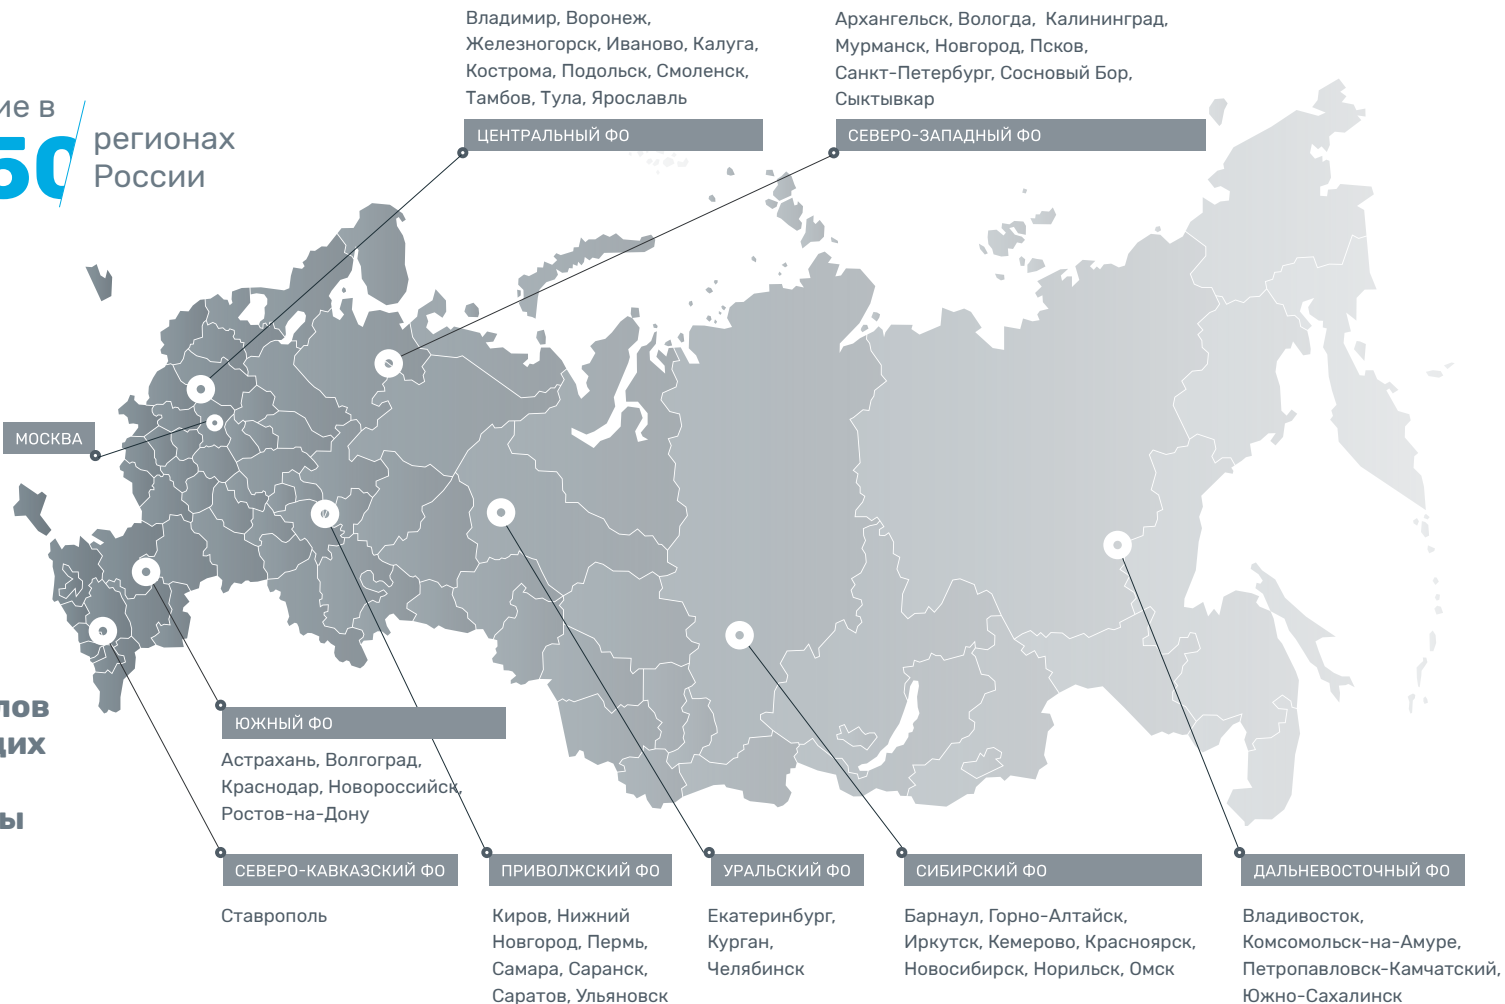 Владимир, Воронеж,
Железногорск, Иваново, Калуга,
Кострома, Подольск, Смоленск,
Тамбов, Тула, Ярославль
ЦЕНТРАЛЬНЫЙ ФО
Архангельск, Вологда, Калининград,
Мурманск, Новгород, Псков,
Санкт-Петербург, Сосновый Бор,
Сыктывкар
СЕВЕРО-ЗАПАДНЫЙ ФО
ие в
50
регионах
России
МОСКВА
лов
щих
ы
ЮЖНЫЙ ФО
Астрахань, Волгоград,
Краснодар, Новороссийск,
Ростов-на-Дону
СЕВЕРО-КАВКАЗСКИЙ ФО
Ставрополь
ПРИВОЛЖСКИЙ ФО
Киров, Нижний
Новгород, Пермь,
Самара, Саранск,
Саратов, Ульяновск
УРАЛЬСКИЙ ФО
Екатеринбург,
Курган,
Челябинск
СИБИРСКИЙ ФО
Барнаул, Горно-Алтайск,
Иркутск, Кемерово, Красноярск,
Новосибирск, Норильск, Омск
ДАЛЬНЕВОСТОЧНЫЙ ФО
Владивосток,
Комсомольск-на-Амуре,
Петропавловск-Камчатский,
Южно-Сахалинск